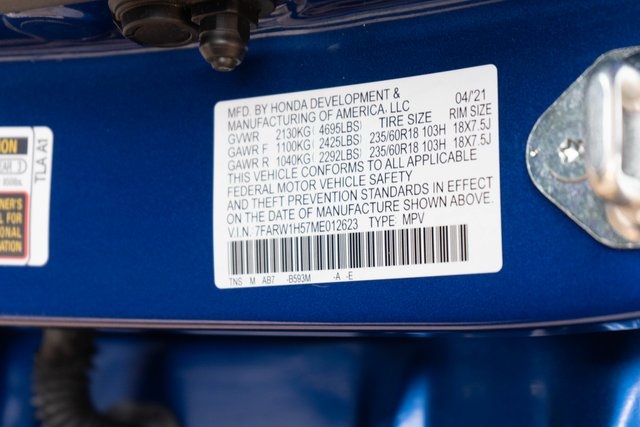 MFD. BY HONDA DEVELOPMENT &
MANUFACTURING OF AMERICA, LLC 04/'21
GVWR 2130KG (4695LBS) TIRE SIZE RIM SIZE
GAWR F 1100KG (2425LBS) 235/60R18 103H 18X7.5J
GAWR R 1040KG (2292LBS) 235/60R18 103H 18X7.5J
THIS VEHICLE CONFORMS TO ALL APPLICABLE
FEDERAL MOTOR VEHICLE SAFETY
AND THEFT PREVENTION STANDARDS IN EFFECT
ON THE DATE OF MANUFACTURE SHOWN ABOVE.
V.I.N: 7FARW1H57ME012623 TYPE MPV
TNS M AB7 -B593M -A -E
TLA A1